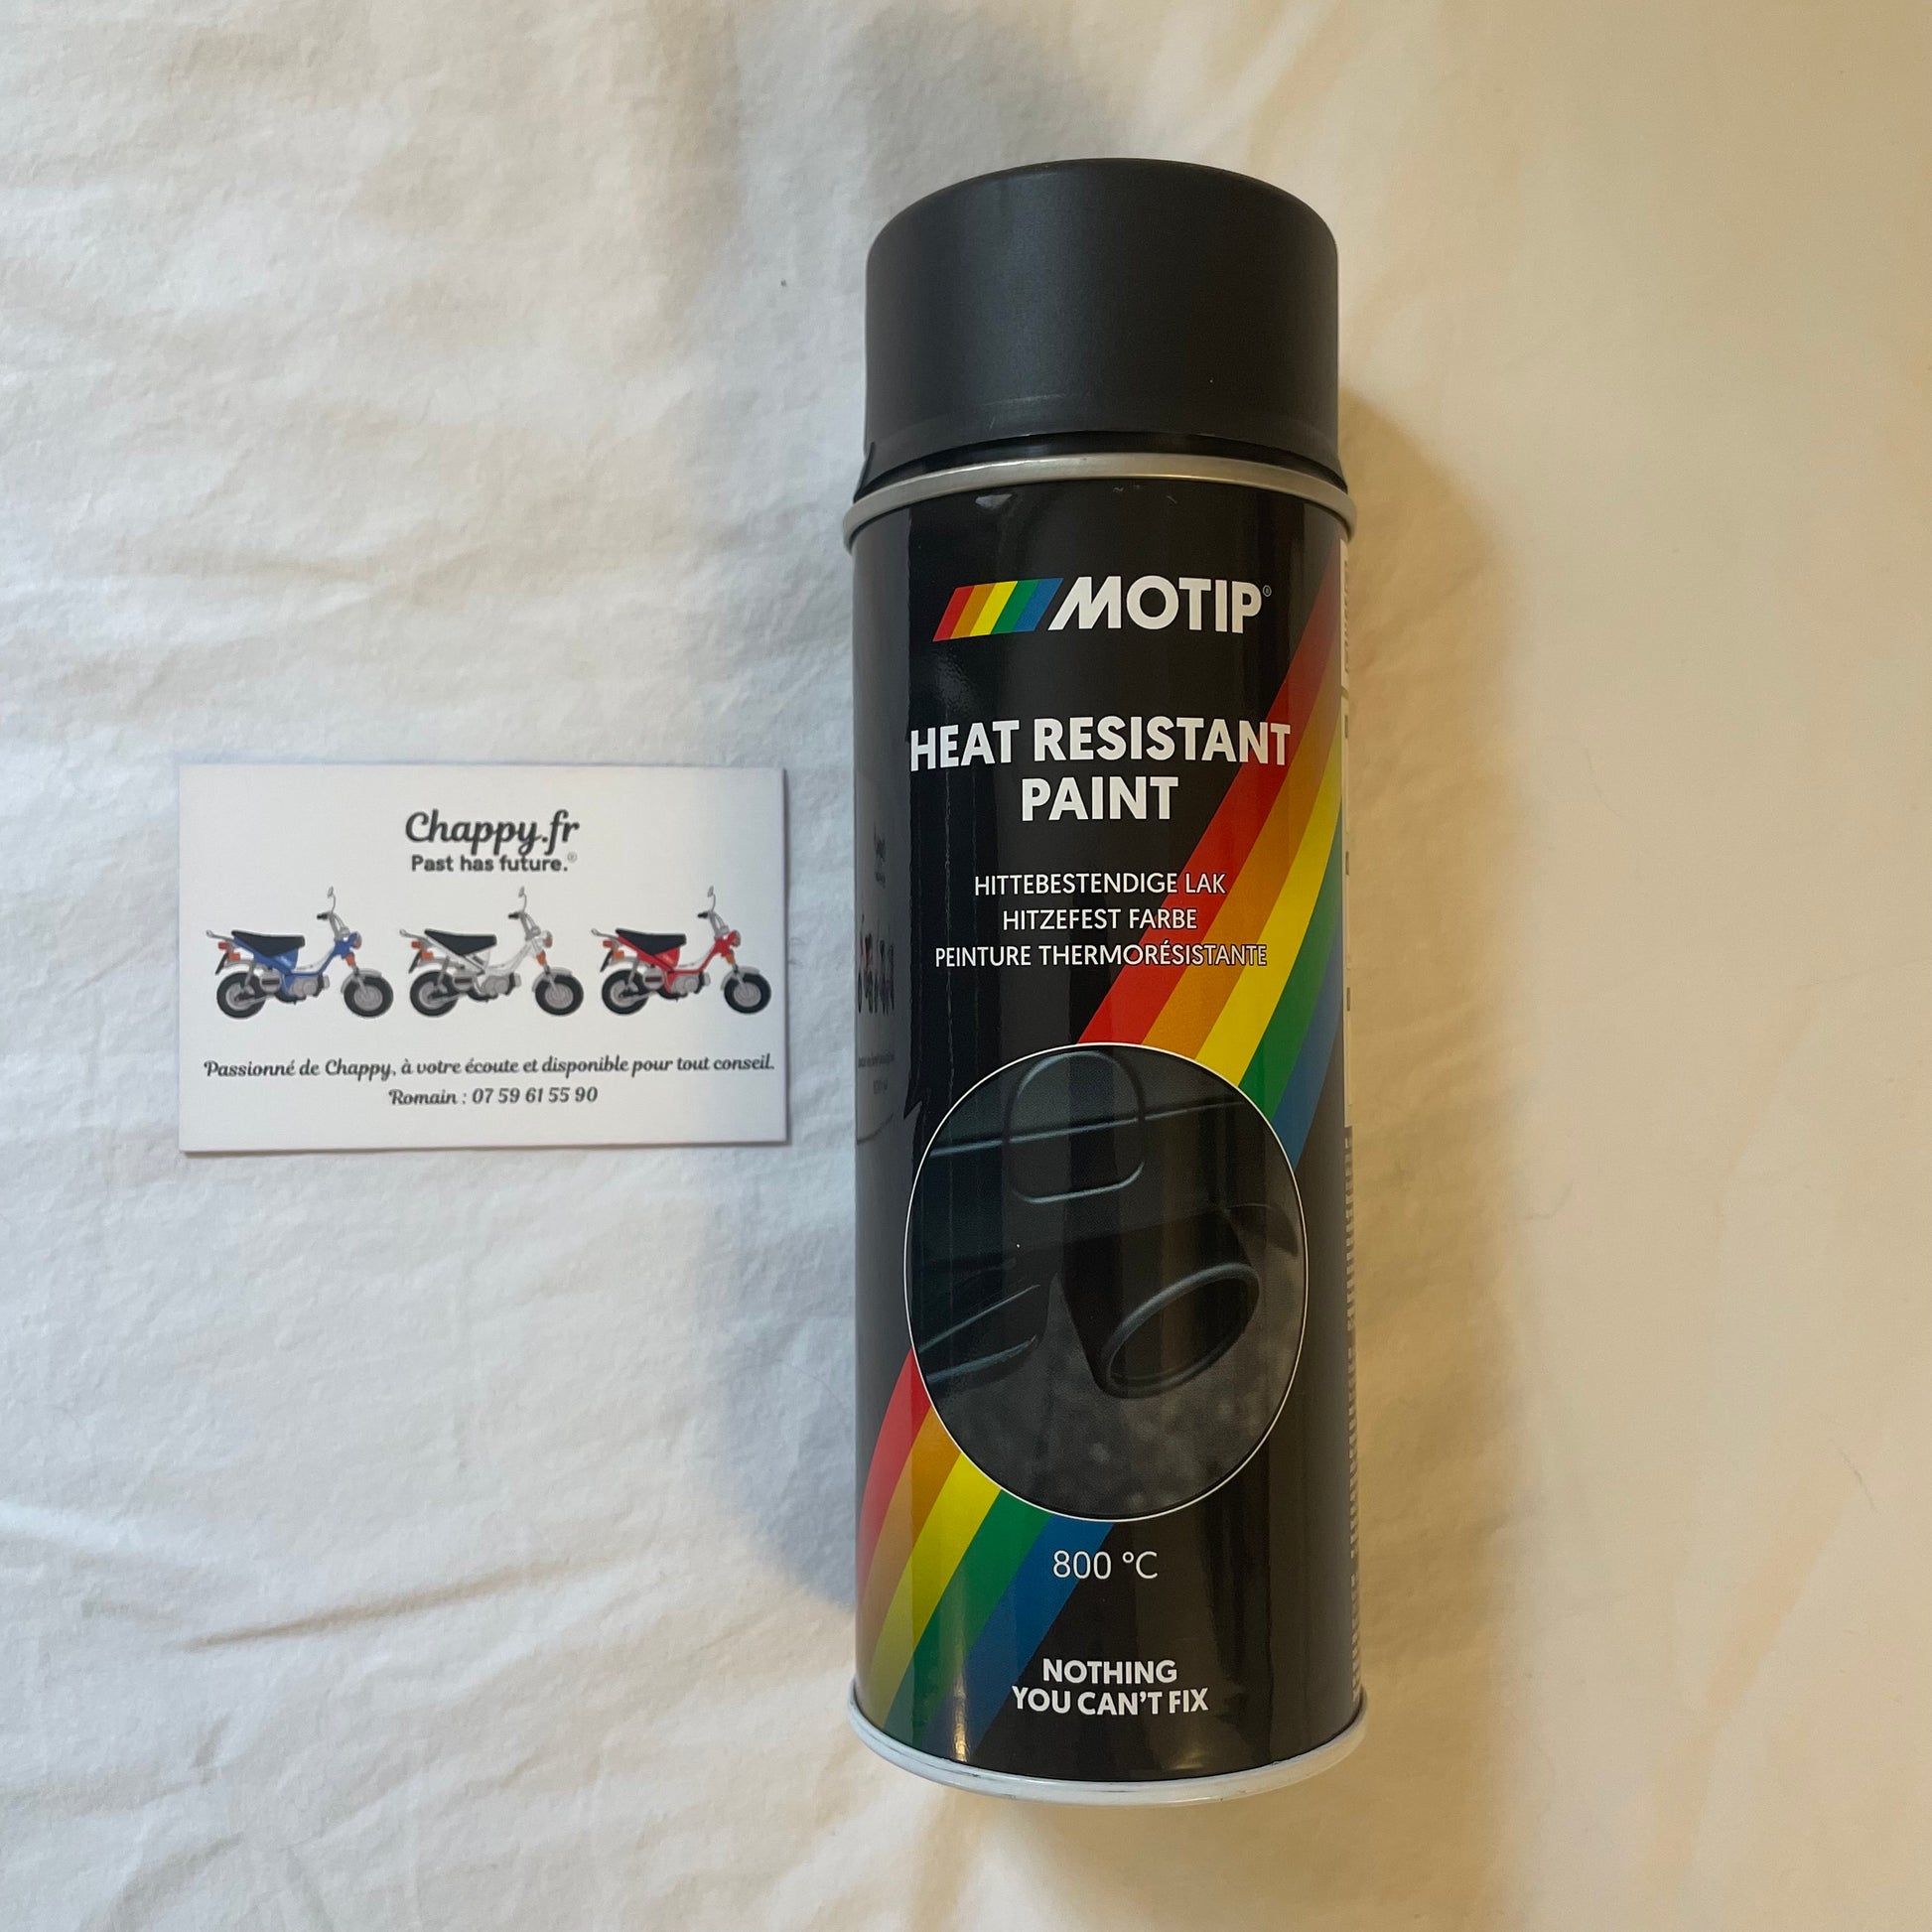 Chappy.fr
Past has future.®
Passionné de Chappy, à votre écoute et disponible pour tout conseil.
Romain : 07 59 61 55 90
MOTIP®
HEAT RESISTANT
PAINT
HITTEBESTENDIGE LAK
HITZEFEST FARBE
PEINTURE THERMORÉSISTANTE
800 °C
NOTHING
YOU CAN'T FIX